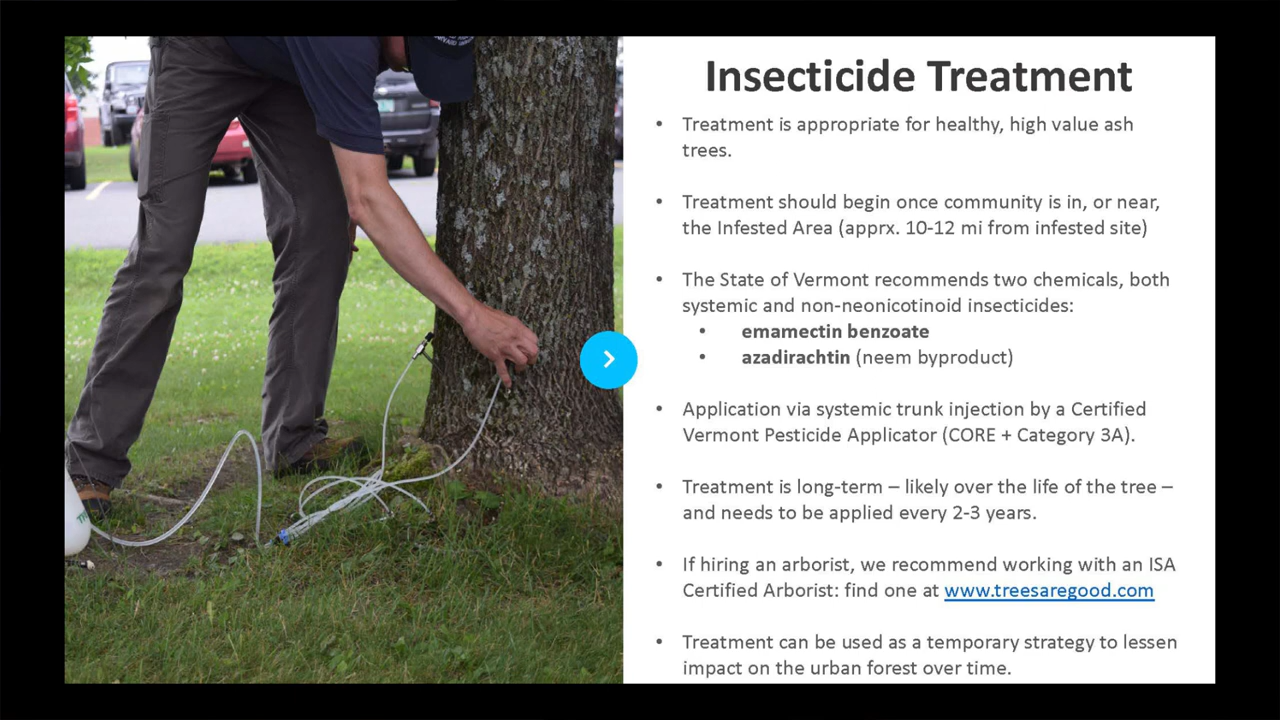 Insecticide Treatment
• Treatment is appropriate for healthy, high value ash
trees.
• Treatment should begin once community is in, or near,
the Infested Area (apprx. 10-12 mi from infested site)
• The State of Vermont recommends two chemicals, both
systemic and non-neonicotinoid insecticides:
• emamectin benzoate
• azadirachtin (neem byproduct)
• Application via systemic trunk injection by a Certified
Vermont Pesticide Applicator (CORE + Category 3A).
• Treatment is long-term – likely over the life of the tree –
and needs to be applied every 2-3 years.
• If hiring an arborist, we recommend working with an ISA
Certified Arborist: find one at www.treesaregood.com
• Treatment can be used as a temporary strategy to lessen
impact on the urban forest over time.